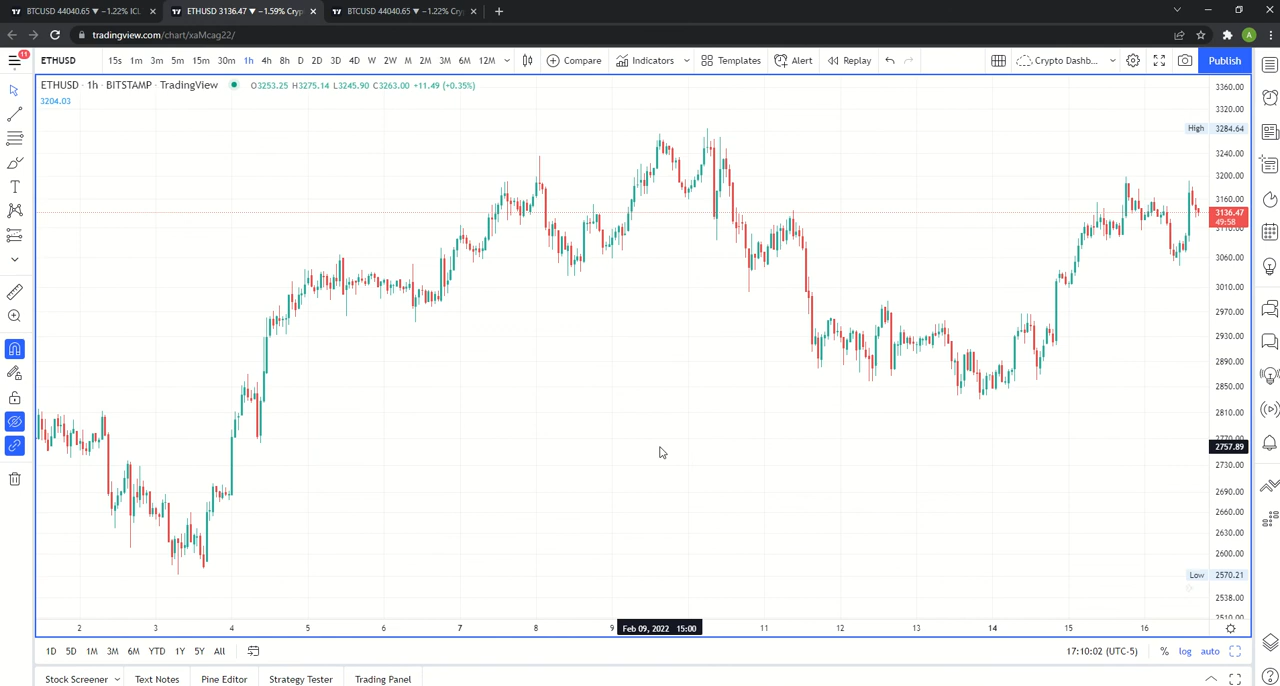 BTCUSD 44040.65 ▼ −1.22% ICI
ETHUSD 3136.47 ▼ −1.59% Cryp
BTCUSD 44040.65 ▼ −1.22% Cry
tradingview.com/chart/xaMcag22/
A
11
ETHUSD 15s 1m 3m 5m 15m 30m 1h 4h 8h D 2D 3D 4D W 2W M 2M 3M 6M 12M Compare Indicators Templates Alert Replay Crypto Dashb... Publish
ETHUSD · 1h · BITSTAMP · TradingView O3253.25 H3275.14 L3245.90 C3263.00 +11.49 (+0.35%)
3204.03
T
3360.00
3320.00
High 3284.64
3240.00
3200.00
3160.00
3136.47
49:58
3110.00
3060.00
3010.00
2970.00
2930.00
2890.00
2850.00
2810.00
2770.00
2757.89
2730.00
2690.00
2660.00
2630.00
2600.00
Low 2570.21
2538.00
2510.00
2 3 4 5 6 7 8 9 Feb 09, 2022 15:00 11 12 13 14 15 16
1D 5D 1M 3M 6M YTD 1Y 5Y All 17:10:02 (UTC-5) % log auto
Stock Screener Text Notes Pine Editor Strategy Tester Trading Panel